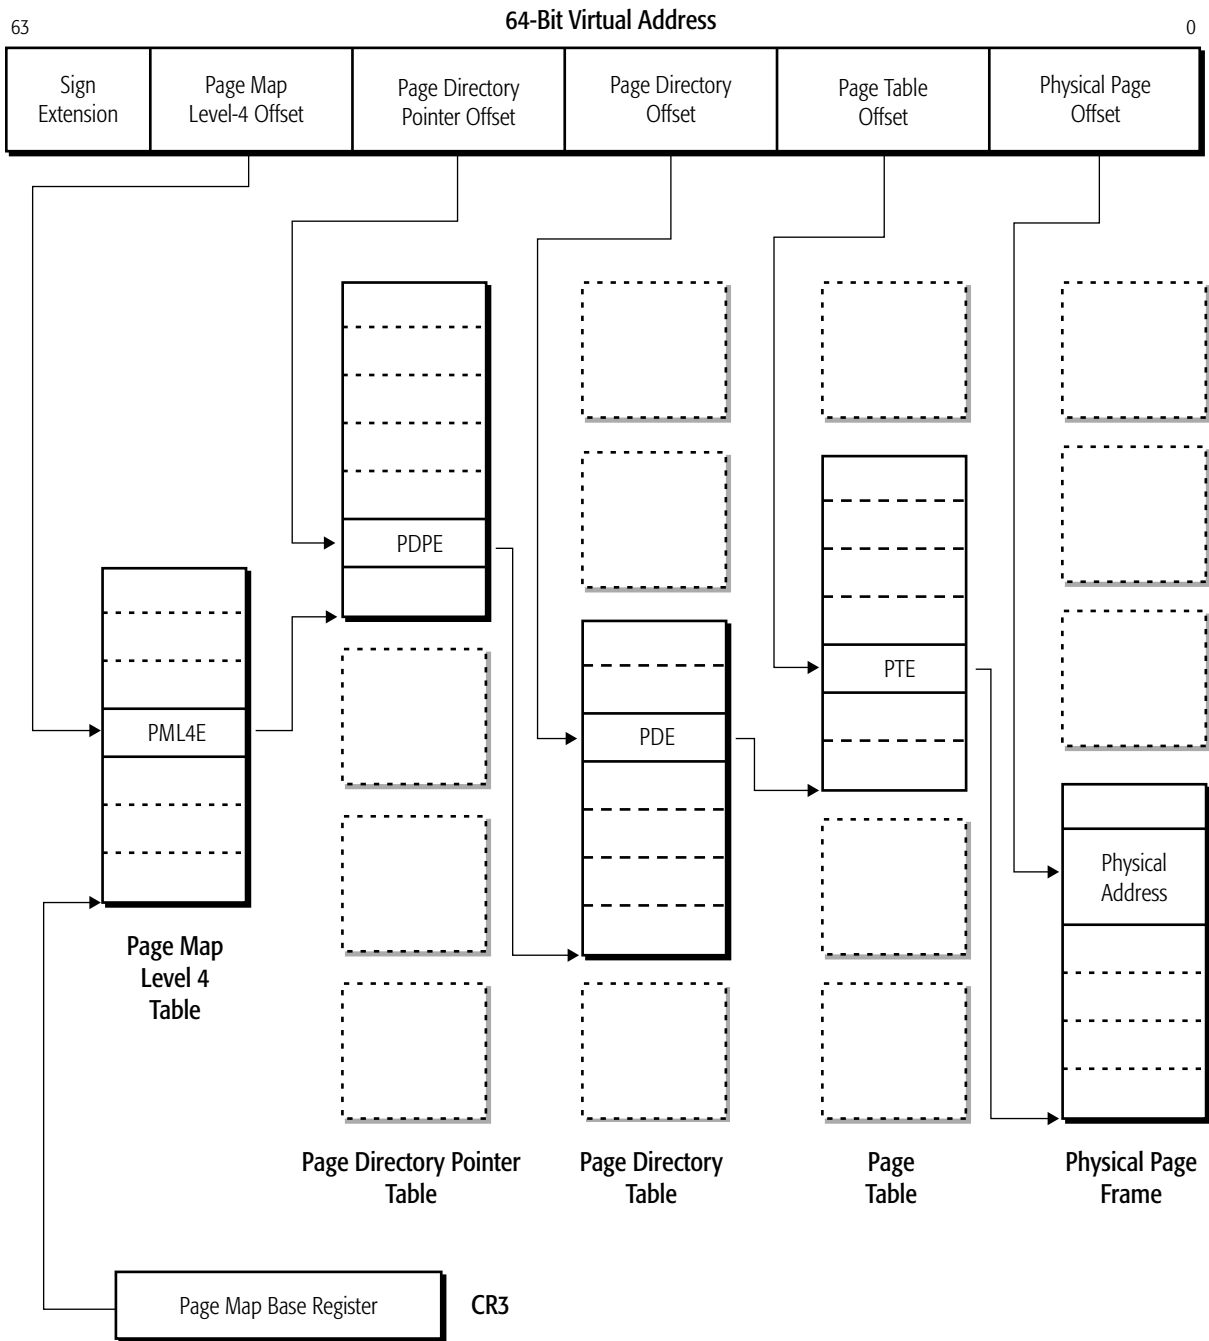 64-Bit Virtual Address
63
0
Sign
Extension
Page Map
Level-4 Offset
Page Directory
Pointer Offset
Page Directory
Offset
Page Table
Offset
Physical Page
Offset
PDPE
PTE
PML4E
PDE
Physical
Address
Page Map
Level 4
Table
Page Directory Pointer
Table
Page Directory
Table
Page
Table
Physical Page
Frame
Page Map Base Register
CR3